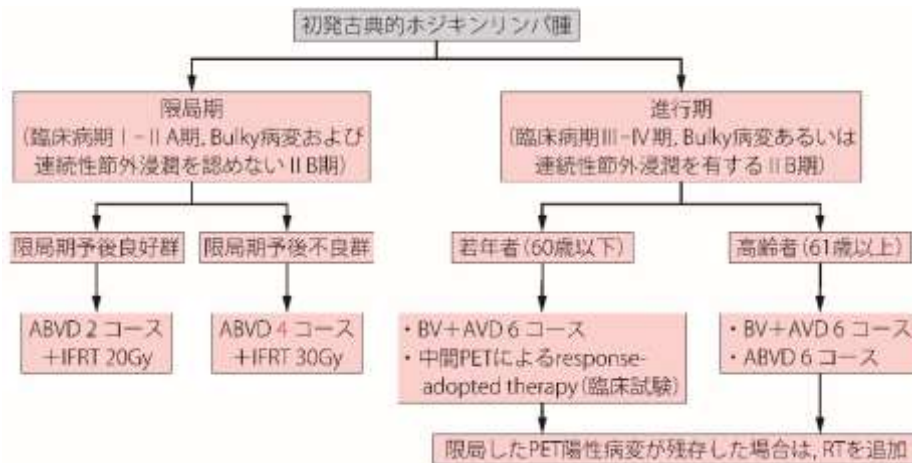 初発古典的ホジキンリンパ腫
限局期
(臨床病期Ⅰ-ⅡA期, Bulky病変および
連続性節外浸潤を認めないⅡB期)
進行期
(臨床病期Ⅲ-Ⅳ期, Bulky病変あるいは
連続性節外浸潤を有するⅡB期)
限局期予後良好群
限局期予後不良群
若年者(60歳以下)
高齢者(61歳以上)
ABVD 2 コース
+IFRT 20Gy
ABVD 4 コース
+IFRT 30Gy
・BV+AVD 6 コース
・中間PETによるresponse-
adopted therapy(臨床試験)
・BV+AVD 6 コース
・ABVD 6 コース
限局したPET陽性病変が残存した場合は, RTを追加